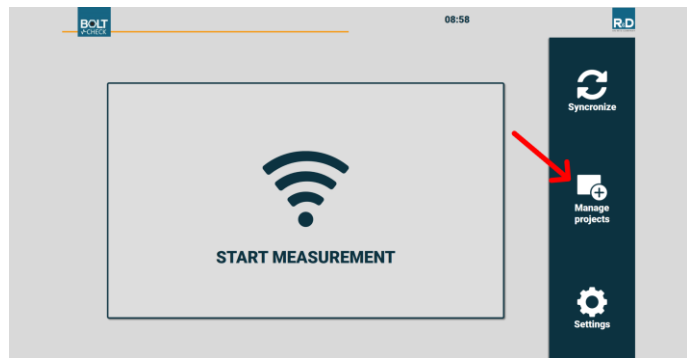 BOLT
✓CHECK
08:58
R&D
Syncronize
Manage
projects
START MEASUREMENT
Settings